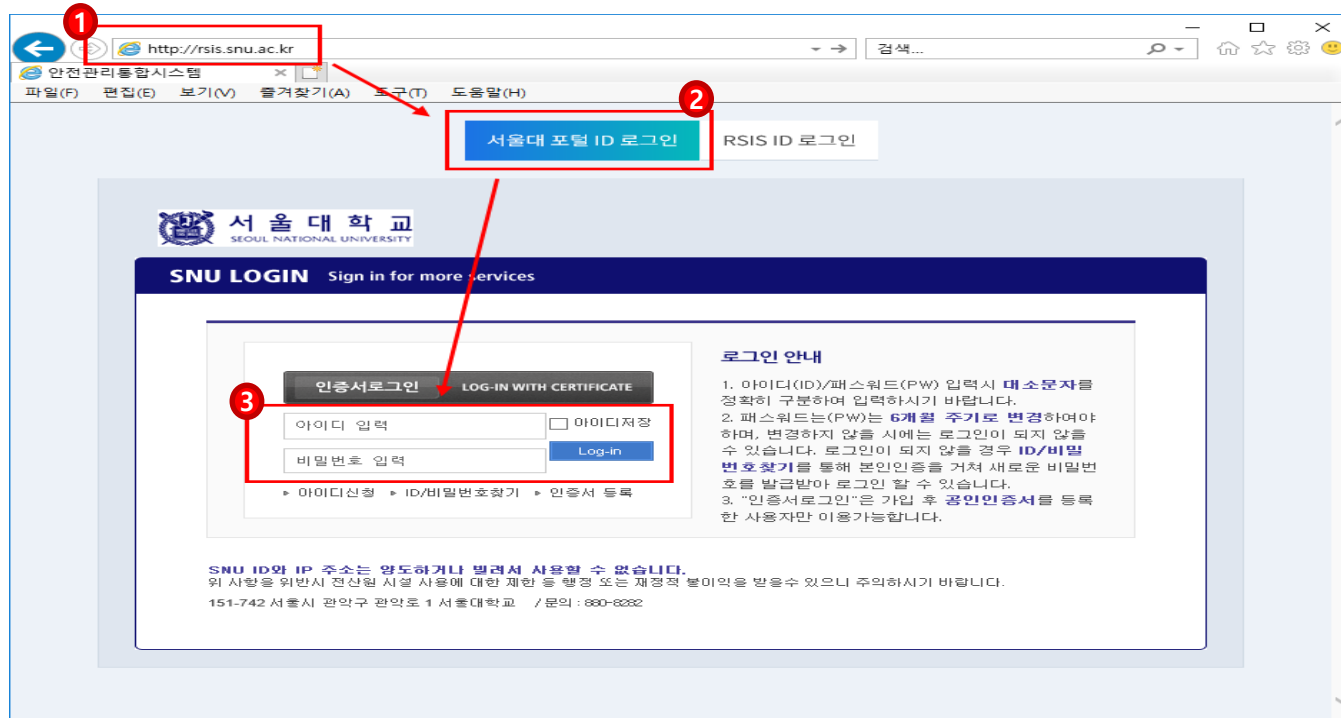 1
http://rsis.snu.ac.kr
검색...
안전관리통합시스템
파일(F) 편집(E) 보기(V) 즐겨찾기(A) 도구(T) 도움말(H)
2
서울대 포털 ID 로그인 RSIS ID 로그인
서울대학교
SEOUL NATIONAL UNIVERSITY
SNU LOGIN Sign in for more services
인증서로그인 LOG-IN WITH CERTIFICATE
3
아이디 입력 아이디저장
비밀번호 입력 Log-in
▸ 아이디신청 ▸ ID/비밀번호찾기 ▸ 인증서 등록
로그인 안내
1. 아이디(ID)/패스워드(PW) 입력시 대소문자를
정확히 구분하여 입력하시기 바랍니다.
2. 패스워드는(PW)는 6개월 주기로 변경하여야
하며, 변경하지 않을 시에는 로그인이 되지 않을
수 있습니다. 로그인이 되지 않을 경우 ID/비밀
번호찾기를 통해 본인인증을 거쳐 새로운 비밀번
호를 발급받아 로그인 할 수 있습니다.
3. "인증서로그인"은 가입 후 공인인증서를 등록
한 사용자만 이용가능합니다.
SNU ID와 IP 주소는 양도하거나 빌려서 사용할 수 없습니다.
위 사항을 위반시 전산원 시설 사용에 대한 제한 등 행정 또는 재정적 불이익을 받을수 있으니 주의하시기 바랍니다.
151-742 서울시 관악구 관악로 1 서울대학교 / 문의 : 880-8282